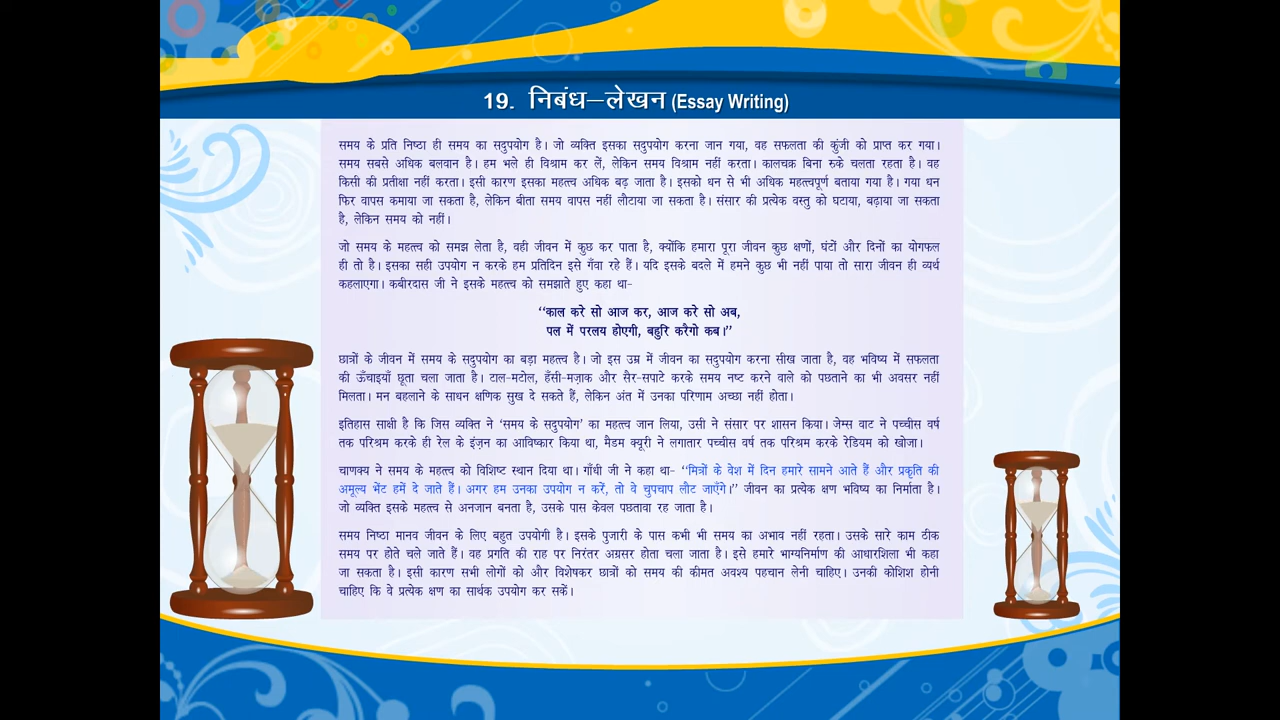 19. निबंध–लेखन (Essay Writing)
समय के प्रति निष्ठा ही समय का सदुपयोग है। जो व्यक्ति इसका सदुपयोग करना जान गया, वह सफलता की कुंजी को प्राप्त कर गया।
समय सबसे अधिक बलवान है। हम भले ही विश्राम कर लें, लेकिन समय विश्राम नहीं करता। कालचक्र बिना रुके चलता रहता है। वह
किसी की प्रतीक्षा नहीं करता। इसी कारण इसका महत्त्व अधिक बढ़ जाता है। इसको धन से भी अधिक महत्त्वपूर्ण बताया गया है। गया धन
फिर वापस कमाया जा सकता है, लेकिन बीता समय वापस नहीं लौटाया जा सकता है। संसार की प्रत्येक वस्तु को घटाया, बढ़ाया जा सकता
है, लेकिन समय को नहीं।
जो समय के महत्त्व को समझ लेता है, वही जीवन में कुछ कर पाता है, क्योंकि हमारा पूरा जीवन कुछ क्षणों, घंटों और दिनों का योगफल
ही तो है। इसका सही उपयोग न करके हम प्रतिदिन इसे गँवा रहे हैं। यदि इसके बदले में हमने कुछ भी नहीं पाया तो सारा जीवन ही व्यर्थ
कहलाएगा। कबीरदास जी ने इसके महत्त्व को समझाते हुए कहा था-
‘‘काल करे सो आज कर, आज करे सो अब,
पल में परलय होएगी, बहुरि करैगो कब।’’
छात्रों के जीवन में समय के सदुपयोग का बड़ा महत्त्व है। जो इस उम्र में जीवन का सदुपयोग करना सीख जाता है, वह भविष्य में सफलता
की ऊँचाइयाँ छूता चला जाता है। टाल-मटोल, हँसी-मज़ाक और सैर-सपाटे करके समय नष्ट करने वाले को पछताने का भी अवसर नहीं
मिलता। मन बहलाने के साधन क्षणिक सुख दे सकते हैं, लेकिन अंत में उनका परिणाम अच्छा नहीं होता।
इतिहास साक्षी है कि जिस व्यक्ति ने ‘समय के सदुपयोग’ का महत्त्व जान लिया, उसी ने संसार पर शासन किया। जेम्स वाट ने पच्चीस वर्ष
तक परिश्रम करके ही रेल के इंज़न का आविष्कार किया था, मैडम क्यूरी ने लगातार पच्चीस वर्ष तक परिश्रम करके रेडियम को खोजा।
चाणक्य ने समय के महत्त्व को विशिष्ट स्थान दिया था। गाँधी जी ने कहा था- ‘‘मित्रों के वेश में दिन हमारे सामने आते हैं और प्रकृति की
अमूल्य भेंट हमें दे जाते हैं। अगर हम उनका उपयोग न करें, तो वे चुपचाप लौट जाएँगे।’’ जीवन का प्रत्येक क्षण भविष्य का निर्माता है।
जो व्यक्ति इसके महत्त्व से अनजान बनता है, उसके पास केवल पछतावा रह जाता है।
समय निष्ठा मानव जीवन के लिए बहुत उपयोगी है। इसके पुजारी के पास कभी भी समय का अभाव नहीं रहता। उसके सारे काम ठीक
समय पर होते चले जाते हैं। वह प्रगति की राह पर निरंतर अग्रसर होता चला जाता है। इसे हमारे भाग्यनिर्माण की आधारशिला भी कहा
जा सकता है। इसी कारण सभी लोगों को और विशेषकर छात्रों को समय की कीमत अवश्य पहचान लेनी चाहिए। उनकी कोशिश होनी
चाहिए कि वे प्रत्येक क्षण का सार्थक उपयोग कर सकें।